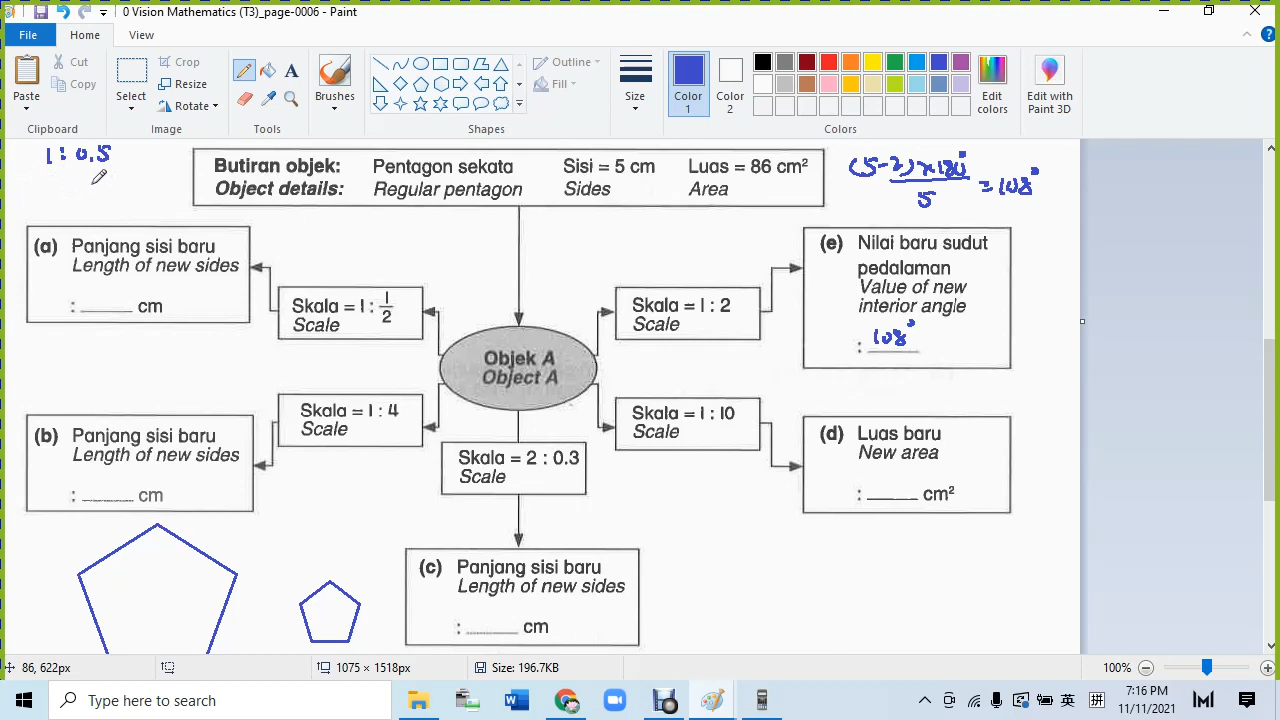 0 Vision Mathematics (T3)_page-0006 - Paint
File Home View
Paste
Cut
Copy
Clipboard
Select
Crop
Resize
Rotate
Image
A
Tools
Brushes
Shapes
Outline
Fill
Size
Color 1
Color 2
Colors
Edit colors
Edit with Paint 3D
1 : 0.5
Butiran objek: Pentagon sekata Sisi = 5 cm Luas = 86 cm²
Object details: Regular pentagon Sides Area
(5-2) × 180°
5
= 108°
(a) Panjang sisi baru
Length of new sides
: ______ cm
Skala = 1 : 1/2
Scale
Skala = 1 : 2
Scale
(e) Nilai baru sudut
pedalaman
Value of new
interior angle
: 108°
Objek A
Object A
(b) Panjang sisi baru
Length of new sides
: ______ cm
Skala = 1 : 4
Scale
Skala = 2 : 0.3
Scale
Skala = 1 : 10
Scale
(d) Luas baru
New area
: ______ cm²
(c) Panjang sisi baru
Length of new sides
: ______ cm
86, 622px
1075 × 1518px
Size: 196.7KB
100%
Type here to search
英
拼
7:16 PM
11/11/2021